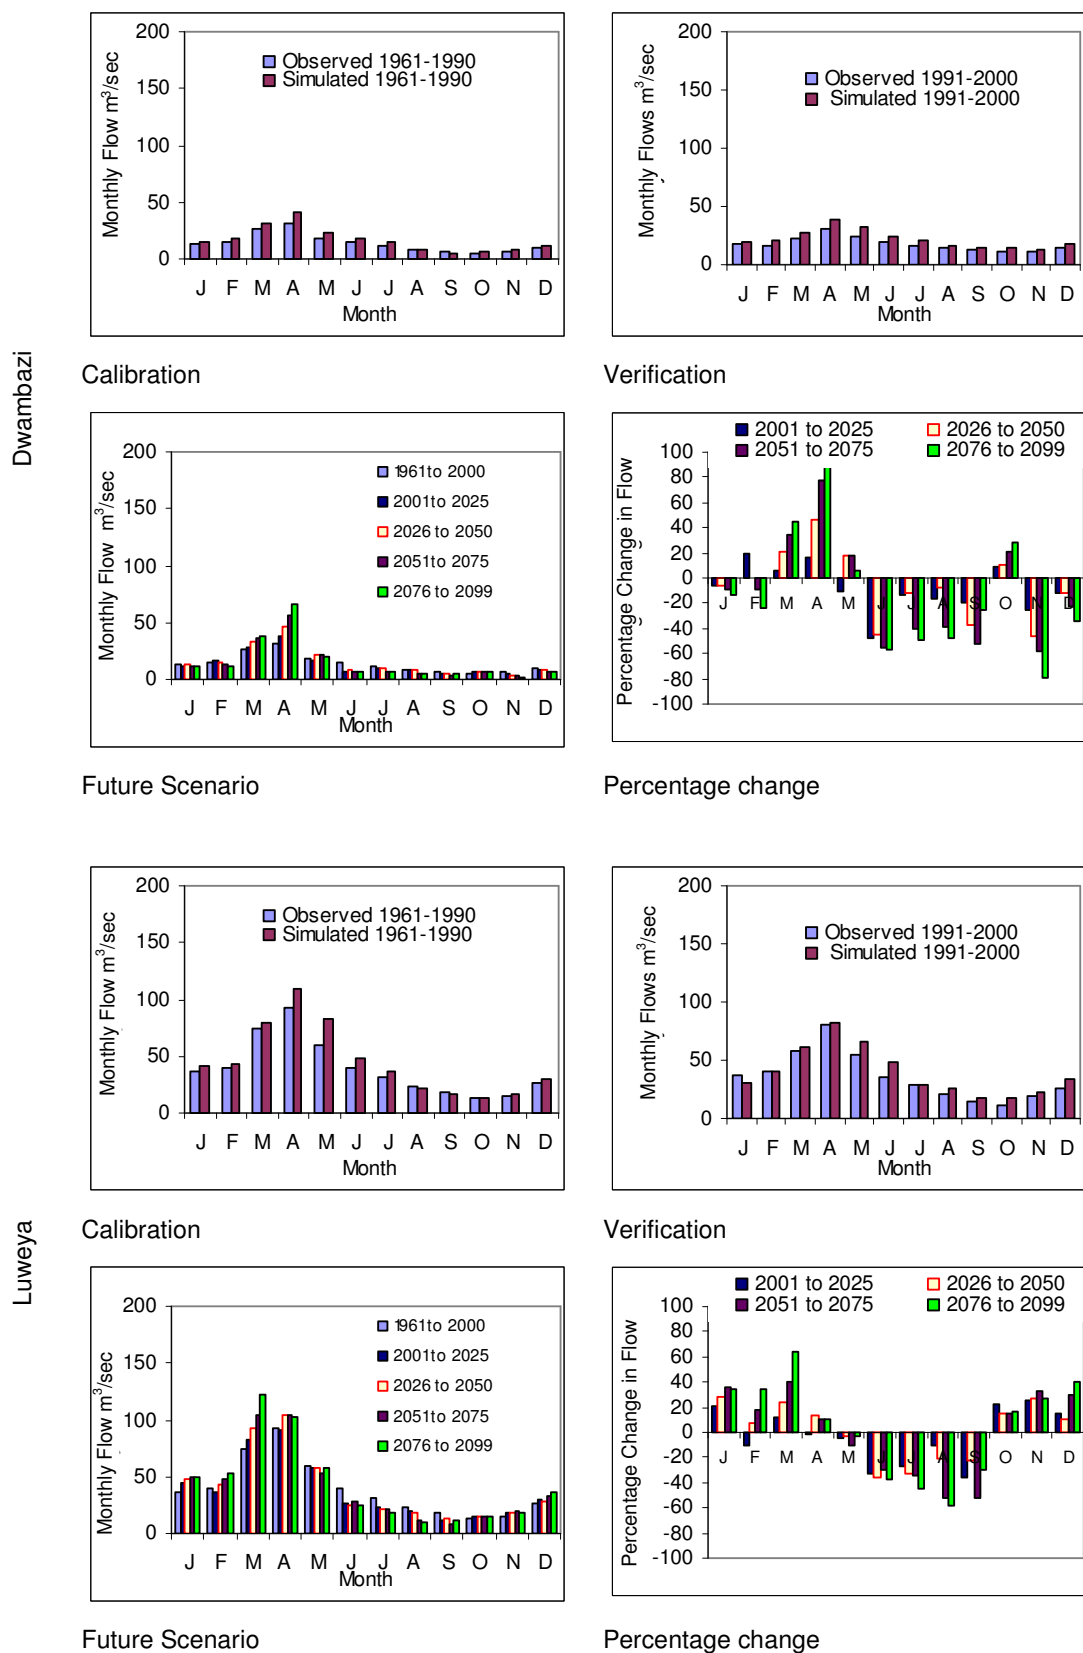 Dwambazi
200
150
100
50
0
Monthly Flow m³/sec
Observed 1961-1990
Simulated 1961-1990
J F M A M J J A S O N D
Month
Calibration
200
150
100
50
0
Monthly Flows m³/sec
Observed 1991-2000
Simulated 1991-2000
J F M A M J J A S O N D
Month
Verification
200
150
100
50
0
Monthly Flow m³/sec
1961to 2000
2001to 2025
2026 to 2050
2051to 2075
2076 to 2099
J F M A M J J A S O N D
Month
Future Scenario
2001 to 2025
2026 to 2050
2051 to 2075
2076 to 2099
100
80
60
40
20
0
-20
-40
-60
-80
-100
Percentage Change in Flow
J F M A M J J A S O N D
Percentage change
Luweya
200
150
100
50
0
Monthly Flow m³/sec
Observed 1961-1990
Simulated 1961-1990
J F M A M J J A S O N D
Month
Calibration
200
150
100
50
0
Monthly Flows m³/sec
Observed 1991-2000
Simulated 1991-2000
J F M A M J J A S O N D
Month
Verification
200
150
100
50
0
Monthly Flow m³/sec
1961to 2000
2001to 2025
2026 to 2050
2051to 2075
2076 to 2099
J F M A M J J A S O N D
Month
Future Scenario
2001 to 2025
2026 to 2050
2051 to 2075
2076 to 2099
100
80
60
40
20
0
-20
-40
-60
-80
-100
Percentage Change in Flow
J F M A M J J A S O N D
Percentage change